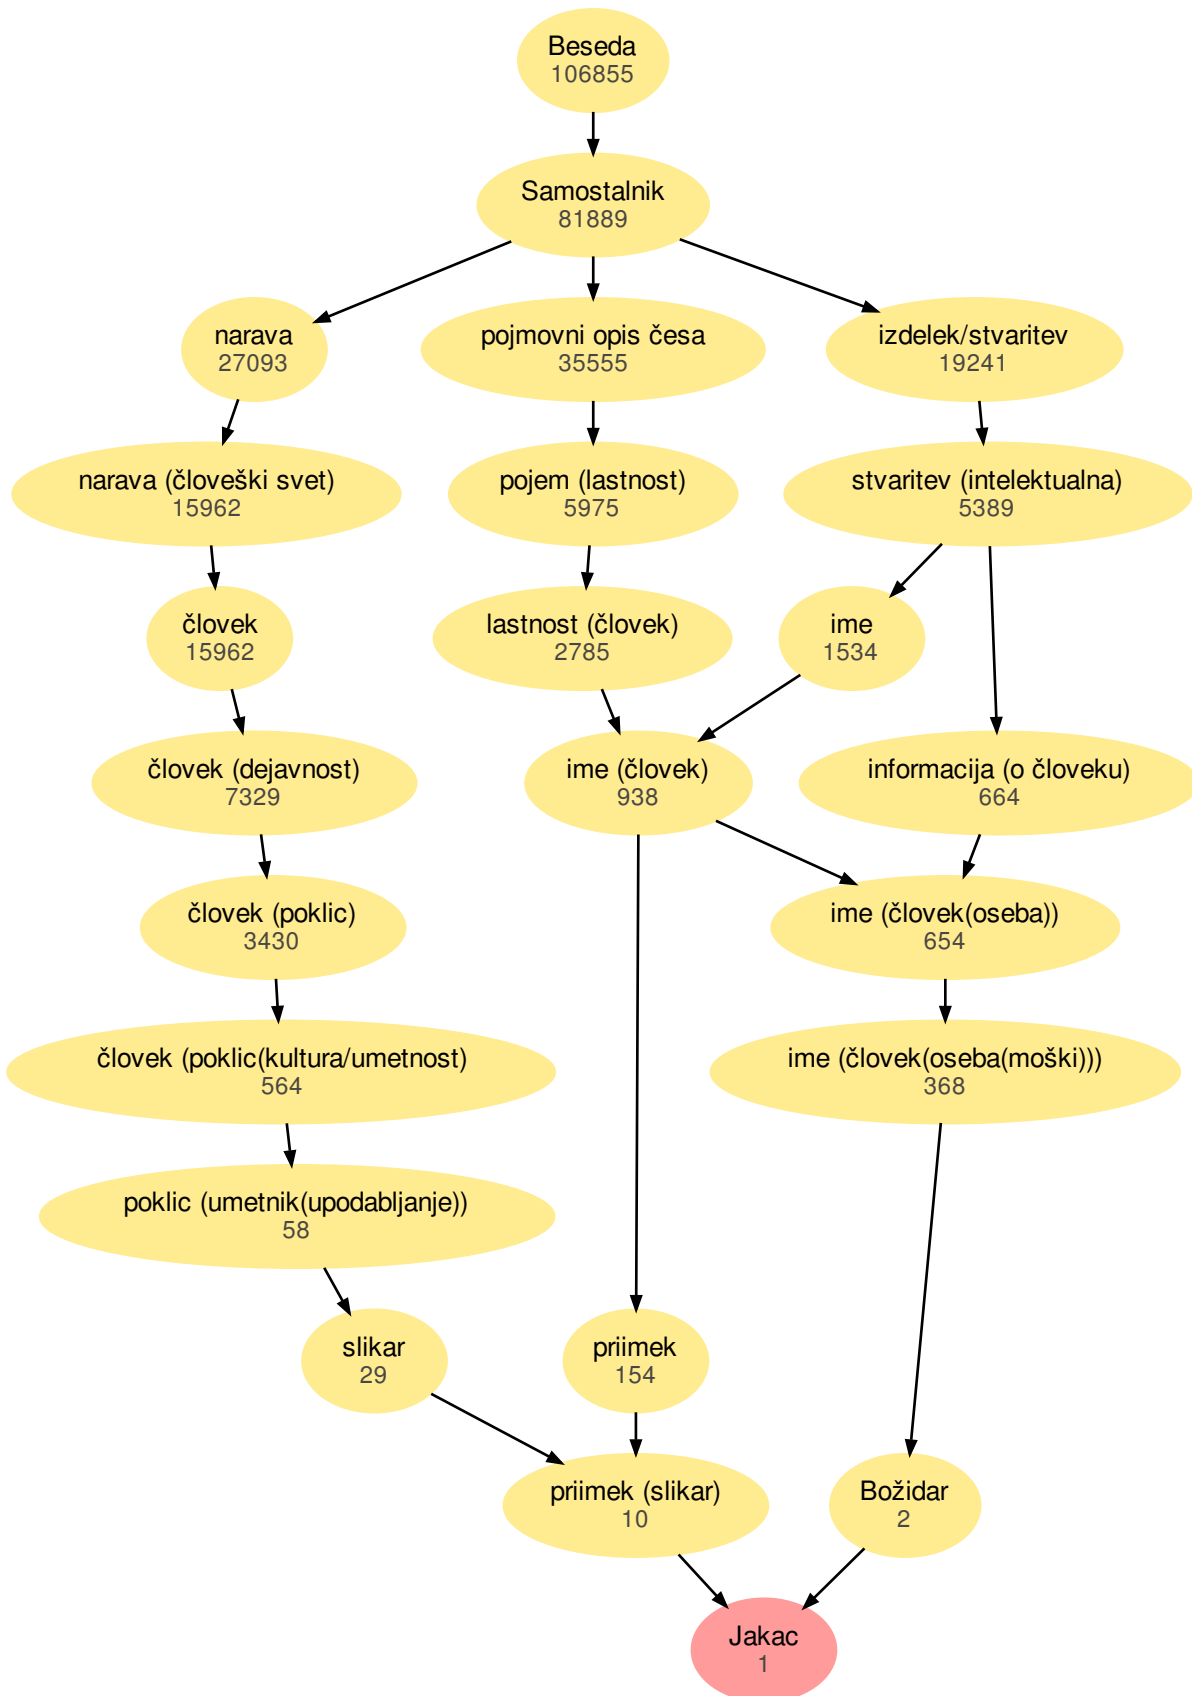 Beseda
106855
Samostalnik
81889
narava
27093
pojmovni opis česa
35555
izdelek/stvaritev
19241
narava (človeški svet)
15962
pojem (lastnost)
5975
stvaritev (intelektualna)
5389
človek
15962
lastnost (človek)
2785
ime
1534
človek (dejavnost)
7329
ime (človek)
938
informacija (o človeku)
664
človek (poklic)
3430
ime (človek(oseba))
654
človek (poklic(kultura/umetnost)
564
ime (človek(oseba(moški)))
368
poklic (umetnik(upodabljanje))
58
slikar
29
priimek
154
priimek (slikar)
10
Božidar
2
Jakac
1